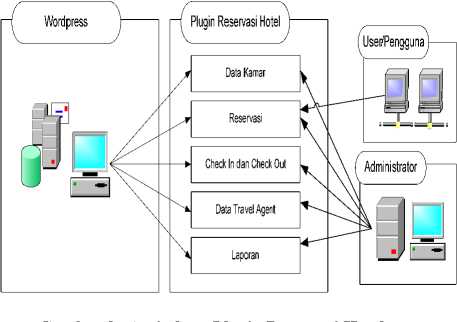 Wordpress
Plugin Reservasi Hotel
User/Pengguna
Data Kamar
Reservasi
Check In dan Check Out
Administrator
Data Travel Agent
Laporan